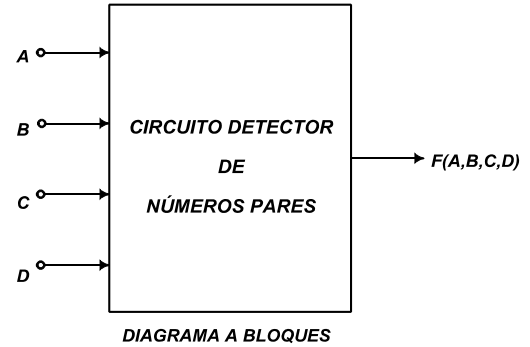 A
B
C
D
CIRCUITO DETECTOR
DE
NÚMEROS PARES
F(A,B,C,D)
DIAGRAMA A BLOQUES